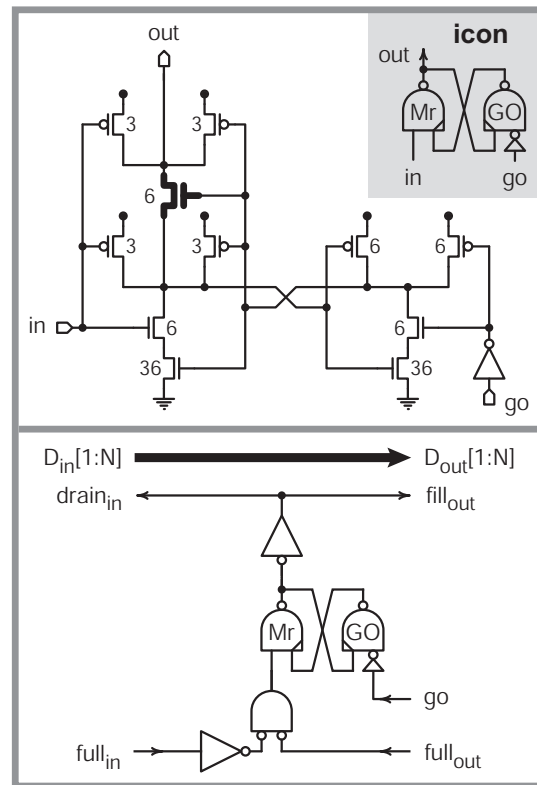 out
icon
out
Mr
GO
in
go
3
3
6
3
3
6
6
in
6
6
36
36
go
D_in[1:N]
D_out[1:N]
drain_in
fill_out
Mr
GO
go
full_in
full_out